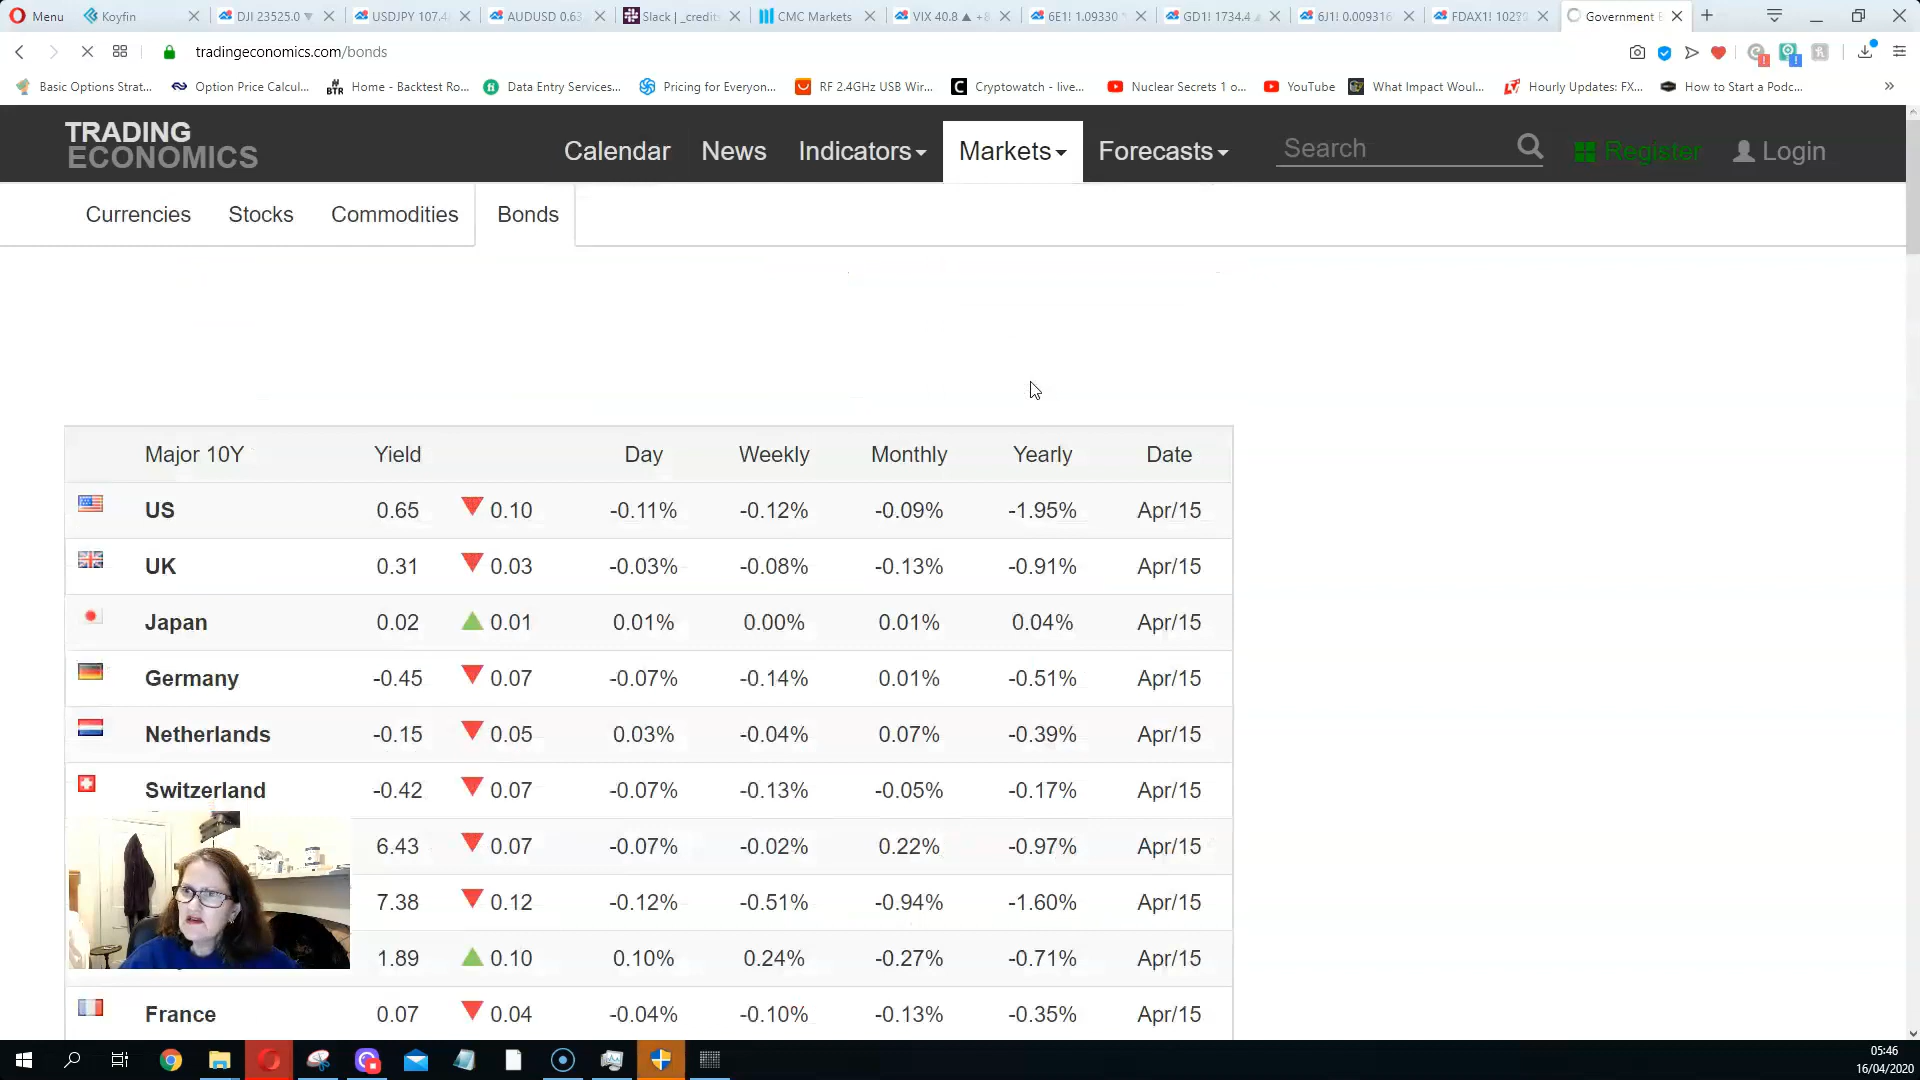 Menu Koyfin DJI 23525.0 ▼ USDJPY 107.4 AUDUSD 0.63 Slack | _credit CMC Markets VIX 40.8 ▲ +8 6E1! 1.09330 GD1! 1734.4 6J1! 0.009316 FDAX1! Government
tradingeconomics.com/bonds
Basic Options Strat... Option Price Calcul... Home - Backtest Ro... Data Entry Services... Pricing for Everyon... RF 2.4GHz USB Wir... Cryptowatch - live... Nuclear Secrets 1 o... YouTube What Impact Woul... Hourly Updates: FX... How to Start a Podc... »
TRADING
ECONOMICS
Calendar News Indicators Markets Forecasts Search Register Login
Currencies Stocks Commodities Bonds
Major 10Y Yield Day Weekly Monthly Yearly Date
US 0.65 0.10 -0.11% -0.12% -0.09% -1.95% Apr/15
UK 0.31 0.03 -0.03% -0.08% -0.13% -0.91% Apr/15
Japan 0.02 0.01 0.01% 0.00% 0.01% 0.04% Apr/15
Germany -0.45 0.07 -0.07% -0.14% 0.01% -0.51% Apr/15
Netherlands -0.15 0.05 0.03% -0.04% 0.07% -0.39% Apr/15
Switzerland -0.42 0.07 -0.07% -0.13% -0.05% -0.17% Apr/15
6.43 0.07 -0.07% -0.02% 0.22% -0.97% Apr/15
7.38 0.12 -0.12% -0.51% -0.94% -1.60% Apr/15
1.89 0.10 0.10% 0.24% -0.27% -0.71% Apr/15
France 0.07 0.04 -0.04% -0.10% -0.13% -0.35% Apr/15
05:46
16/04/2020